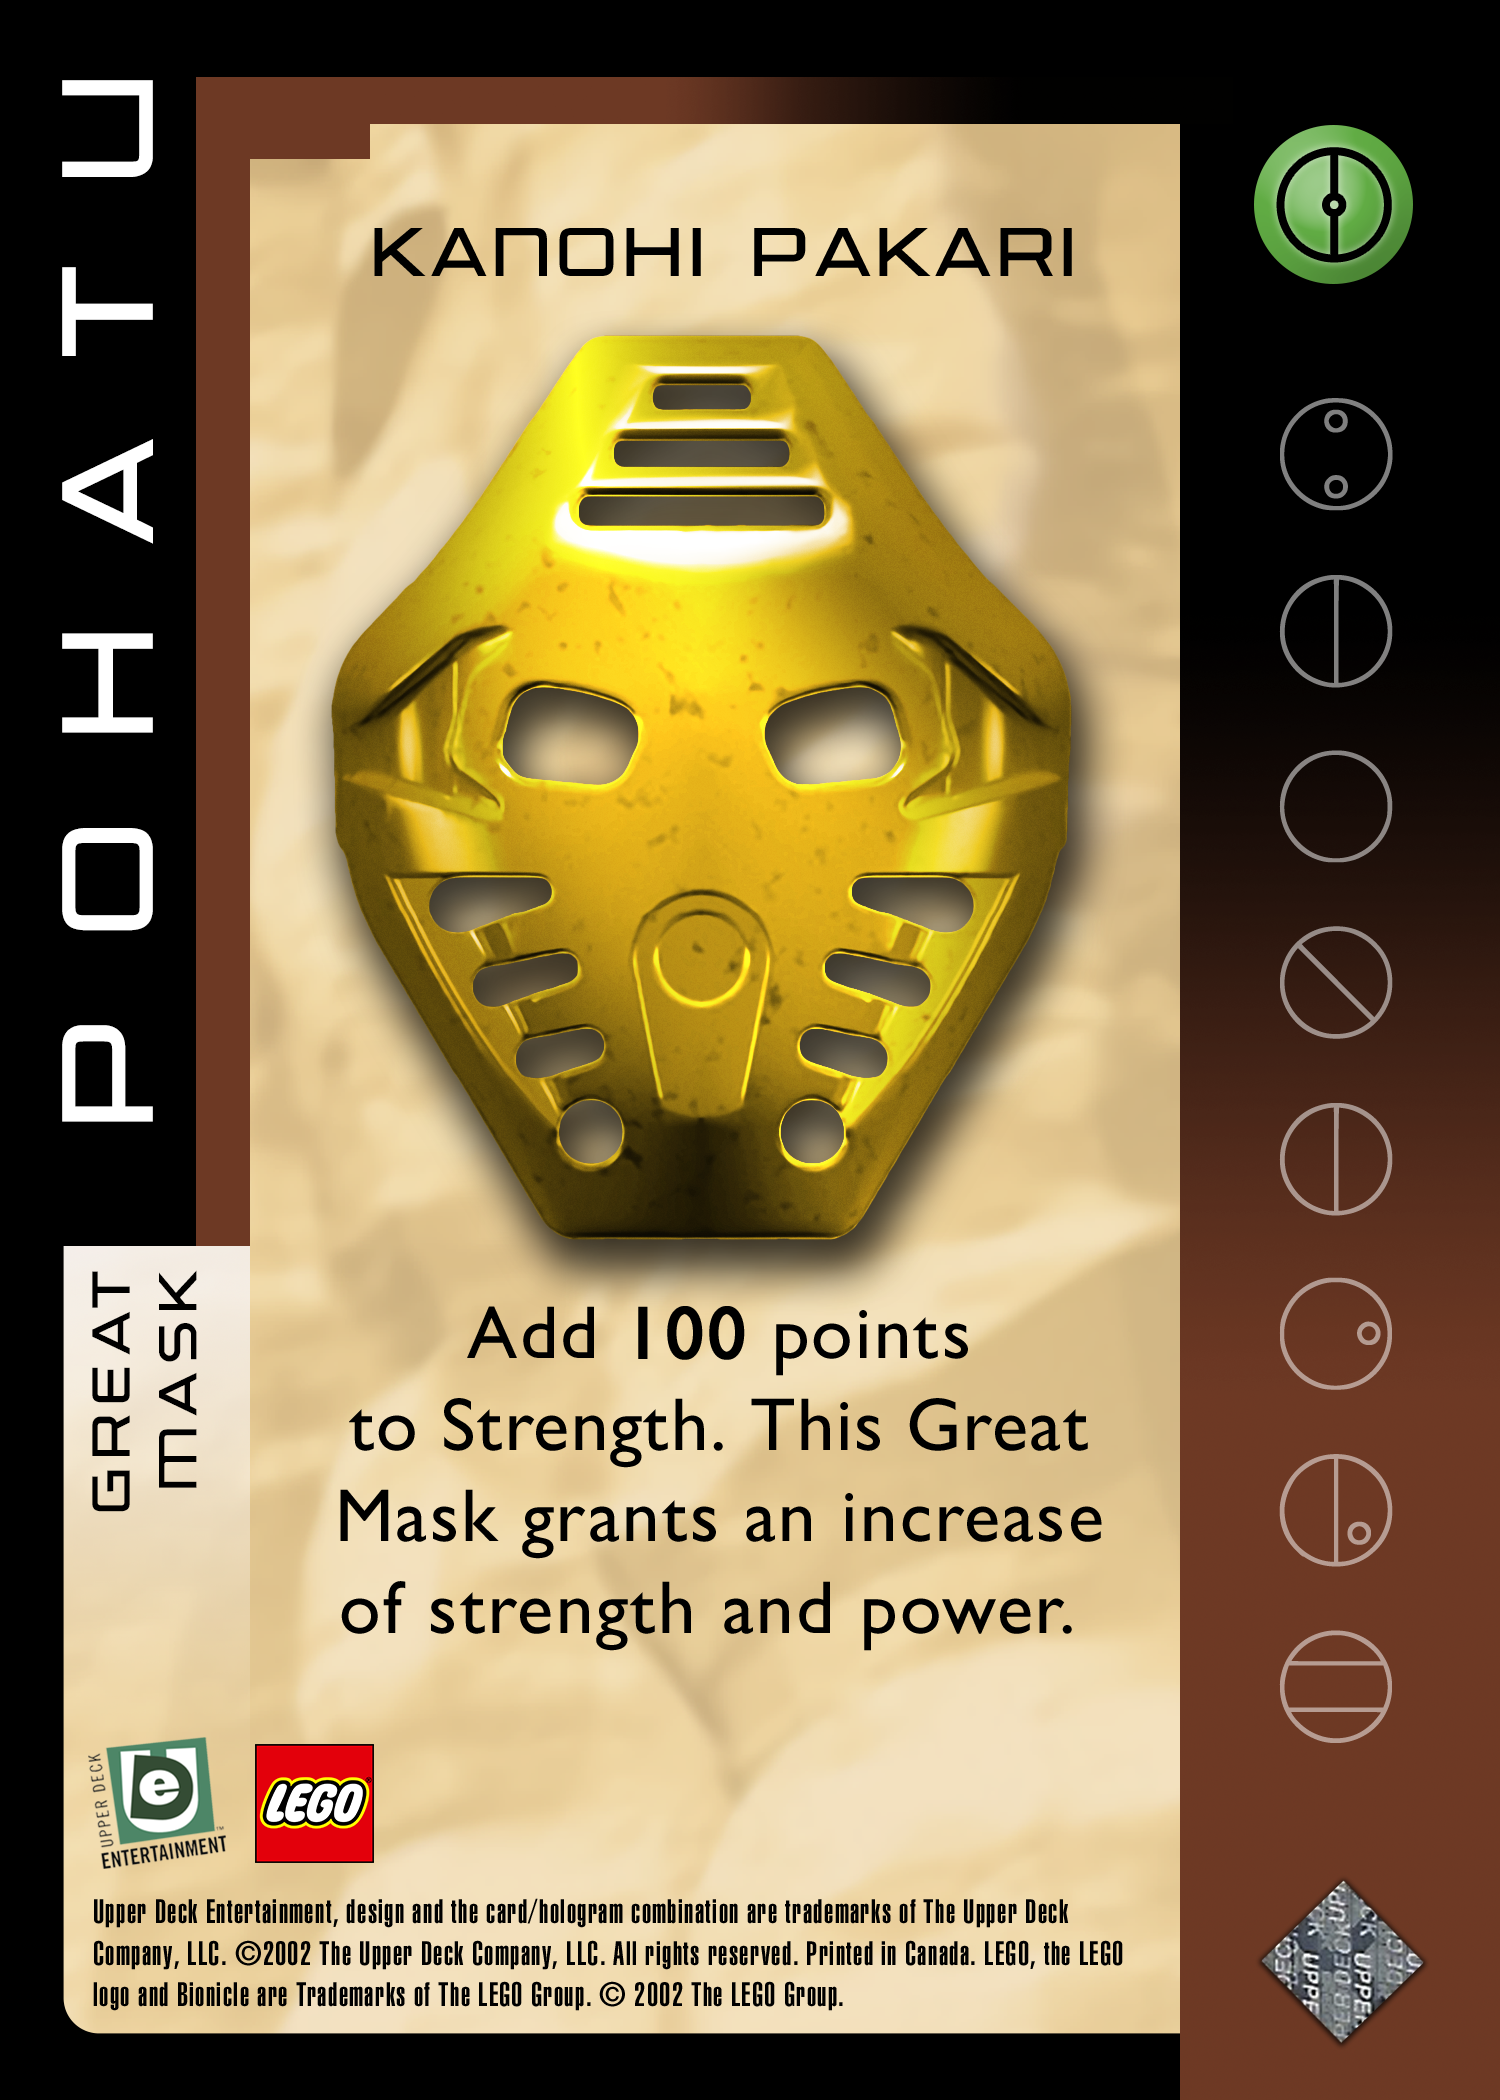 POHATU
KANOHI PAKARI
Add 100 points
to Strength. This Great
Mask grants an increase
of strength and power.
GREAT
MASK
UPPER DECK
e
ENTERTAINMENT
™
LEGO
Upper Deck Entertainment, design and the card/hologram combination are trademarks of The Upper Deck
Company, LLC. ©2002 The Upper Deck Company, LLC. All rights reserved. Printed in Canada. LEGO, the LEGO
logo and Bionicle are Trademarks of The LEGO Group. © 2002 The LEGO Group.